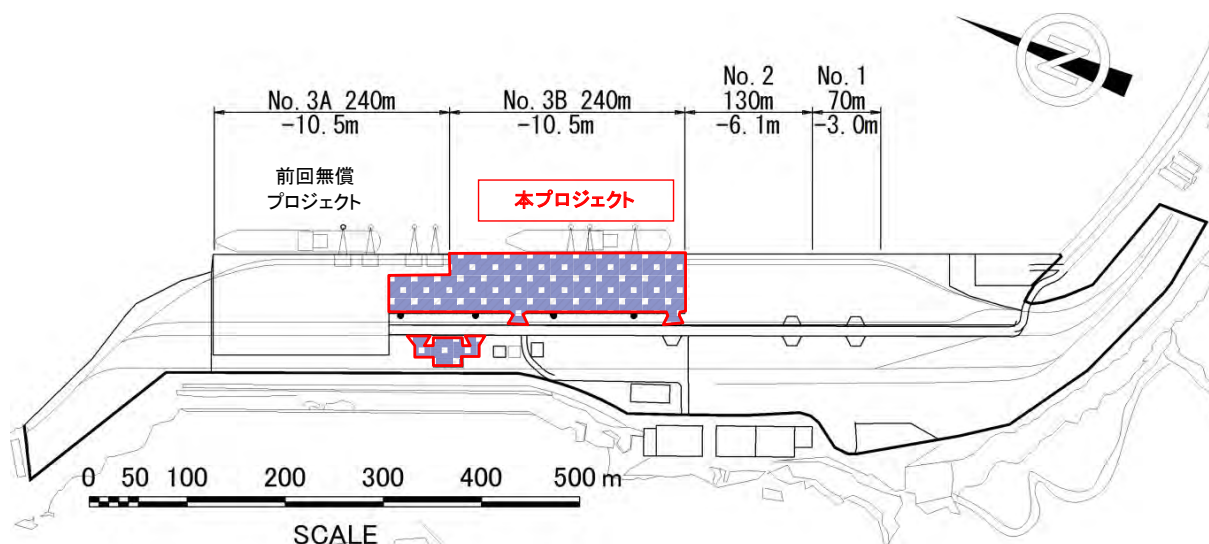 No. 3A 240m
-10.5m
No. 3B 240m
-10.5m
No. 2
130m
-6.1m
No. 1
70m
-3.0m
N
前回無償
プロジェクト
本プロジェクト
0 50 100 200 300 400 500 m
SCALE